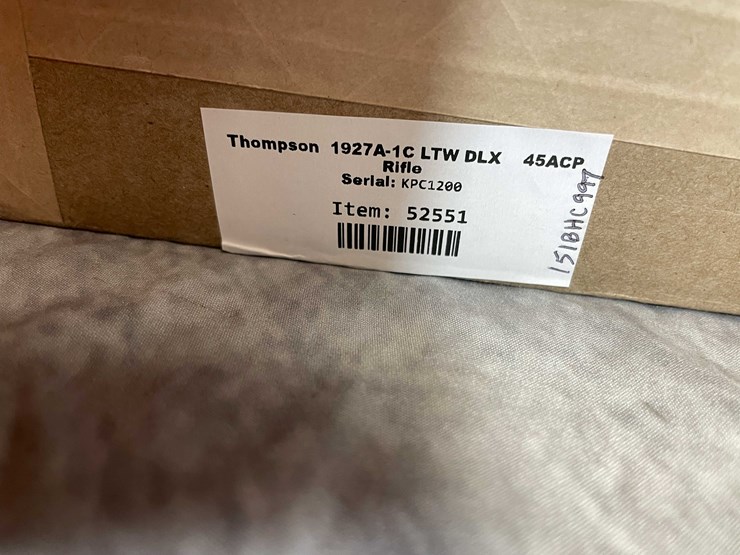 Thompson 1927A-1C LTW DLX 45ACP
Rifle
Serial: KPC1200
Item: 52551
151BHC997